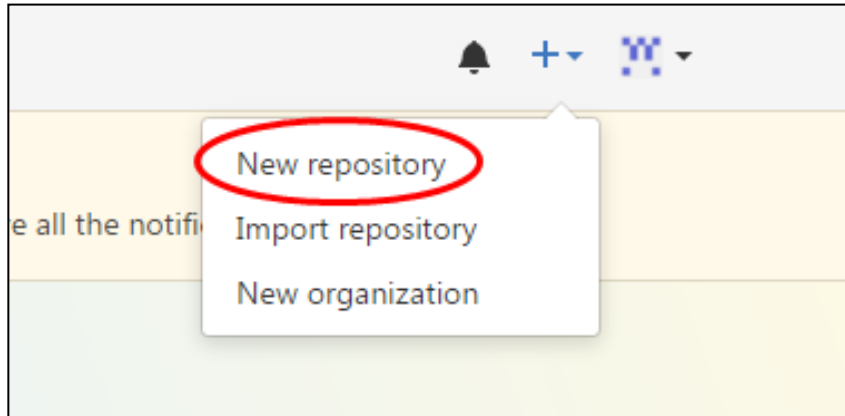 New repository
e all the notifi
Import repository
New organization